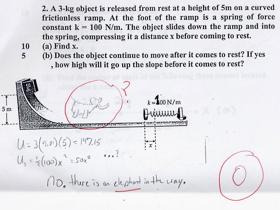 2. A 3-kg object is released from rest at a height of 5m on a curved
frictionless ramp. At the foot of the ramp is a spring of force
constant k = 100 N/m. The object slides down the ramp and into
the spring, compressing it a distance x before coming to rest.
10 (a) Find x.
5 (b) Does the object continue to move after it comes to rest? If yes
, how high will it go up the slope before it comes to rest?
?
k=100 N/m
5 m
x
U = 3(9.81)(5) = 147.15
Us = ½(100)x² = 50x² ...?
no. there is an elephant in the way.
0